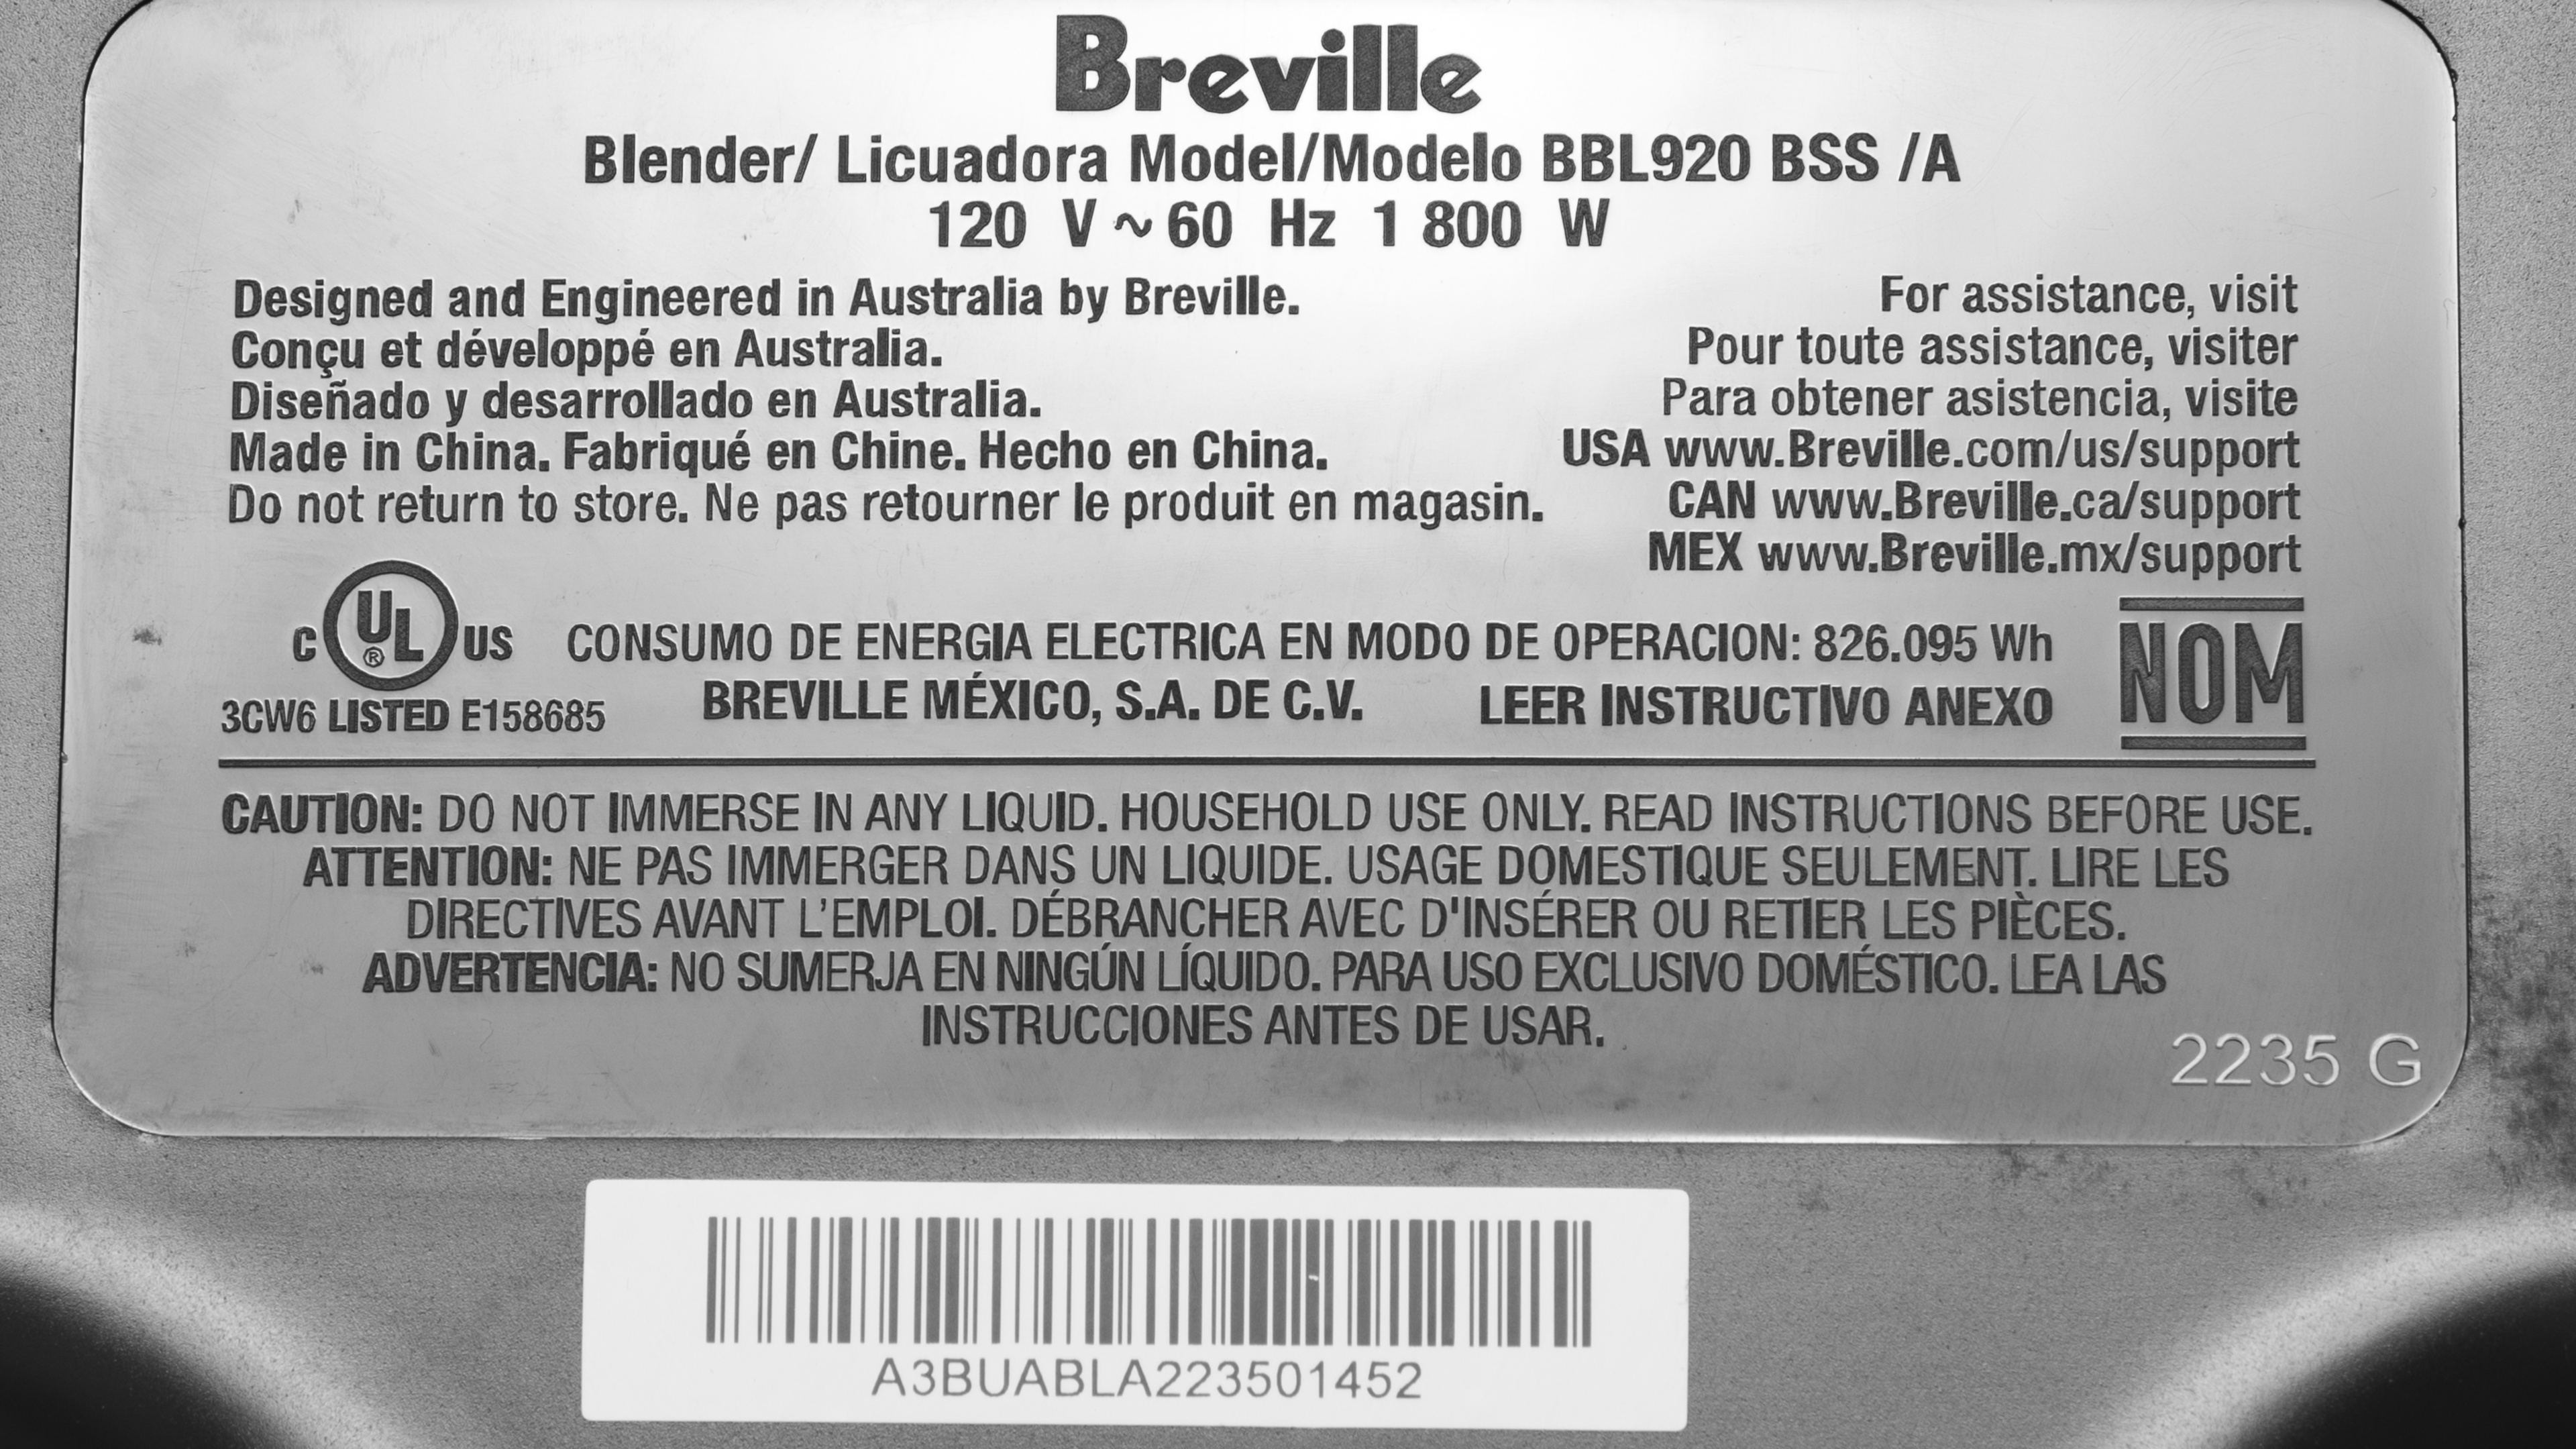 Breville
Blender/ Licuadora Model/Modelo BBL920 BSS /A
120 V ~ 60 Hz 1 800 W
Designed and Engineered in Australia by Breville.
Conçu et développé en Australia.
Diseñado y desarrollado en Australia.
Made in China. Fabriqué en Chine. Hecho en China.
Do not return to store. Ne pas retourner le produit en magasin.
For assistance, visit
Pour toute assistance, visiter
Para obtener asistencia, visite
USA www.Breville.com/us/support
CAN www.Breville.ca/support
MEX www.Breville.mx/support
C UL ® US
3CW6 LISTED E158685
CONSUMO DE ENERGIA ELECTRICA EN MODO DE OPERACION: 826.095 Wh
BREVILLE MÉXICO, S.A. DE C.V. LEER INSTRUCTIVO ANEXO
NOM
CAUTION: DO NOT IMMERSE IN ANY LIQUID. HOUSEHOLD USE ONLY. READ INSTRUCTIONS BEFORE USE.
ATTENTION: NE PAS IMMERGER DANS UN LIQUIDE. USAGE DOMESTIQUE SEULEMENT. LIRE LES
DIRECTIVES AVANT L'EMPLOI. DÉBRANCHER AVEC D'INSÉRER OU RETIER LES PIÈCES.
ADVERTENCIA: NO SUMERJA EN NINGÚN LÍQUIDO. PARA USO EXCLUSIVO DOMÉSTICO. LEA LAS
INSTRUCCIONES ANTES DE USAR.
2235 G
A3BUABLA223501452